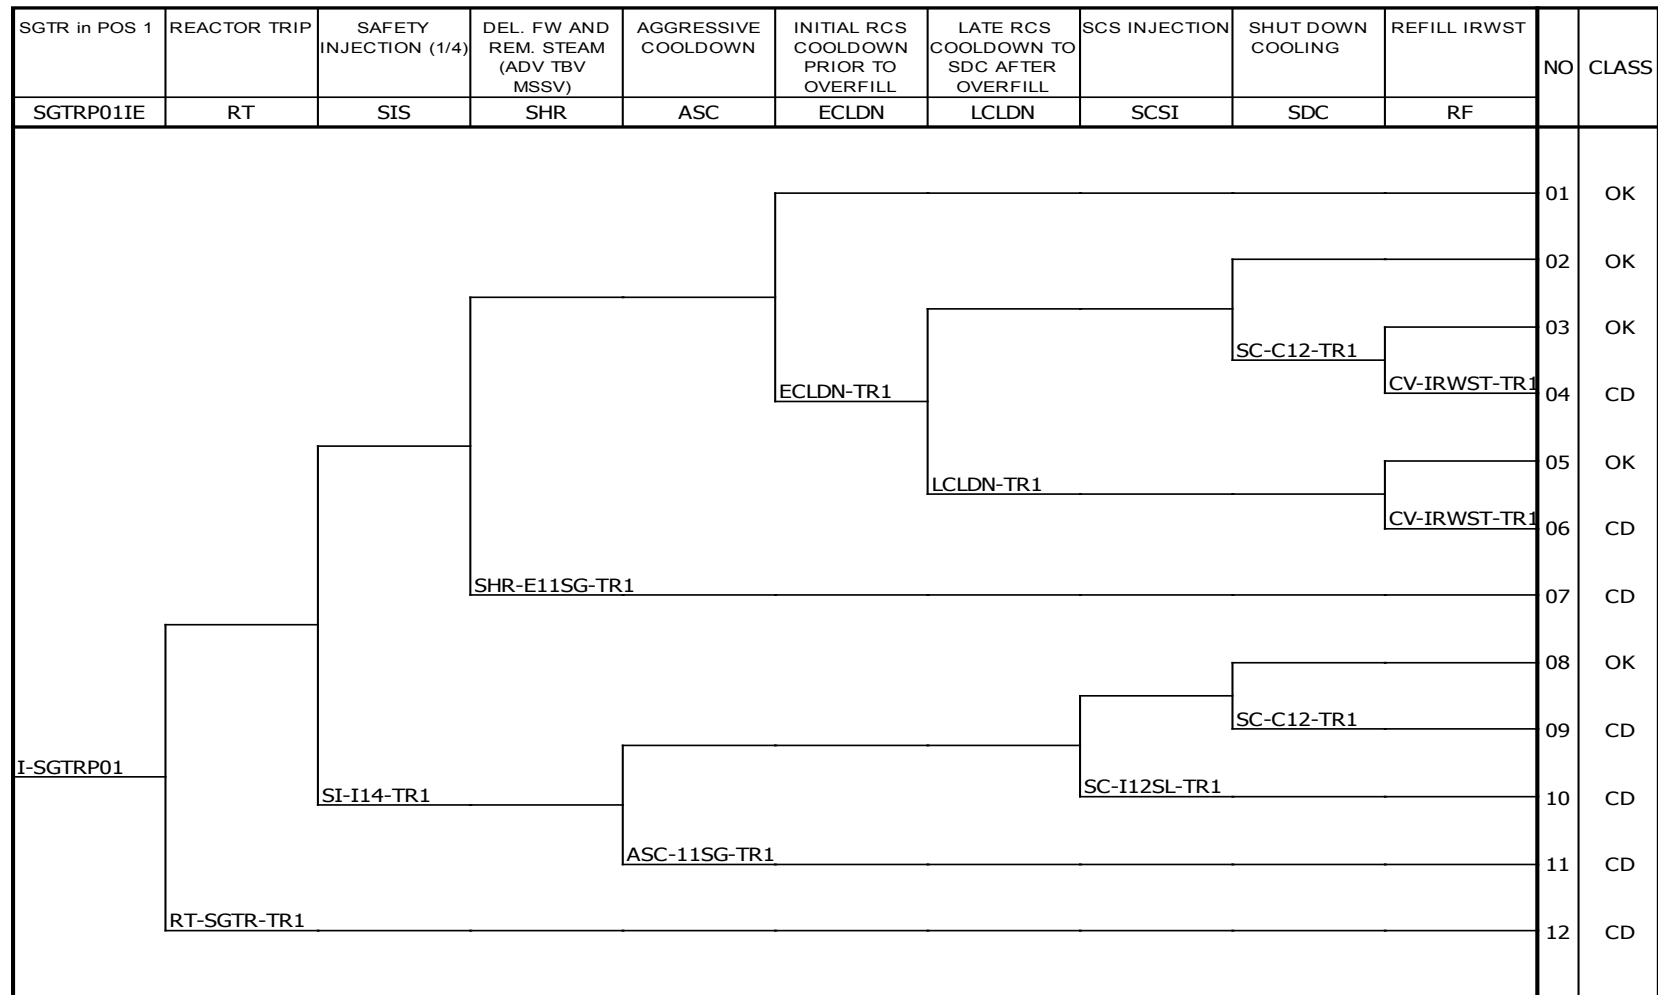 SGTR in POS 1
REACTOR TRIP
SAFETY
INJECTION (1/4)
DEL. FW AND
REM. STEAM
(ADV TBV
MSSV)
AGGRESSIVE
COOLDOWN
INITIAL RCS
COOLDOWN
PRIOR TO
OVERFILL
LATE RCS
COOLDOWN TO
SDC AFTER
OVERFILL
SCS INJECTION
SHUT DOWN
COOLING
REFILL IRWST
NO
CLASS
SGTRP01IE
RT
SIS
SHR
ASC
ECLDN
LCLDN
SCSI
SDC
RF
01 OK
02 OK
03 OK
SC-C12-TR1
CV-IRWST-TR1
ECLDN-TR1
04 CD
05 OK
LCLDN-TR1
CV-IRWST-TR1
06 CD
SHR-E11SG-TR1
07 CD
08 OK
SC-C12-TR1
09 CD
I-SGTRP01
SC-I12SL-TR1
SI-I14-TR1
10 CD
ASC-11SG-TR1
11 CD
RT-SGTR-TR1
12 CD